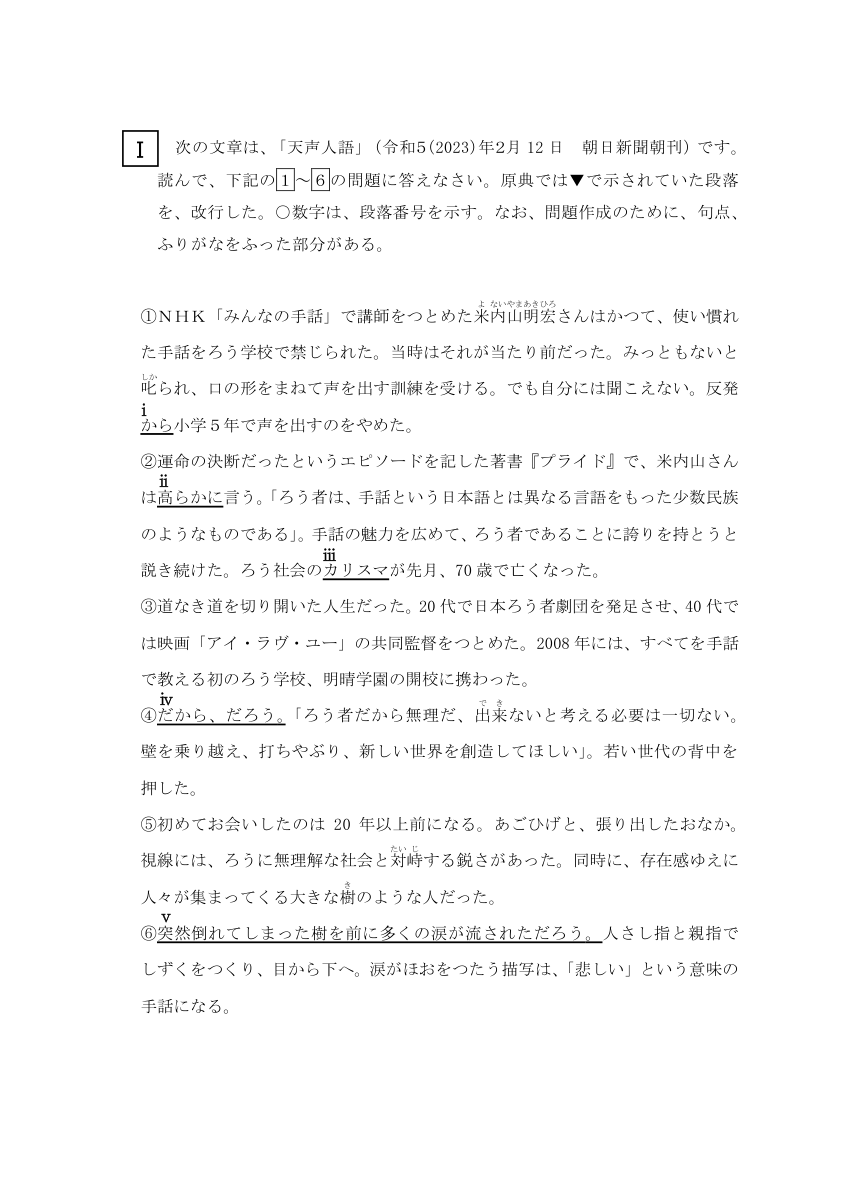 I　次の文章は、「天声人語」（令和5(2023)年2月 12 日　朝日新聞朝刊）です。
読んで、下記の1～6の問題に答えなさい。原典では▼で示されていた段落
を、改行した。○数字は、段落番号を示す。なお、問題作成のために、句点、
ふりがなをふった部分がある。
よ ないやまあきひろ
①ＮＨＫ「みんなの手話」で講師をつとめた米内山明宏さんはかつて、使い慣れ
た手話をろう学校で禁じられた。当時はそれが当たり前だった。みっともないと
しか
叱られ、口の形をまねて声を出す訓練を受ける。でも自分には聞こえない。反発
ⅰ
から小学５年で声を出すのをやめた。
②運命の決断だったというエピソードを記した著書『プライド』で、米内山さん
ⅱ
は高らかに言う。「ろう者は、手話という日本語とは異なる言語をもった少数民族
のようなものである」。手話の魅力を広めて、ろう者であることに誇りを持とうと
ⅲ
説き続けた。ろう社会のカリスマが先月、70 歳で亡くなった。
③道なき道を切り開いた人生だった。20 代で日本ろう者劇団を発足させ、40 代で
は映画「アイ・ラヴ・ユー」の共同監督をつとめた。2008 年には、すべてを手話
で教える初のろう学校、明晴学園の開校に携わった。
ⅳ
で き
④だから、だろう。「ろう者だから無理だ、出来ないと考える必要は一切ない。
壁を乗り越え、打ちやぶり、新しい世界を創造してほしい」。若い世代の背中を
押した。
⑤初めてお会いしたのは 20 年以上前になる。あごひげと、張り出したおなか。
たい じ
視線には、ろうに無理解な社会と対峙する鋭さがあった。同時に、存在感ゆえに
き
人々が集まってくる大きな樹のような人だった。
ⅴ
⑥突然倒れてしまった樹を前に多くの涙が流されただろう。人さし指と親指で
しずくをつくり、目から下へ。涙がほおをつたう描写は、「悲しい」という意味の
手話になる。